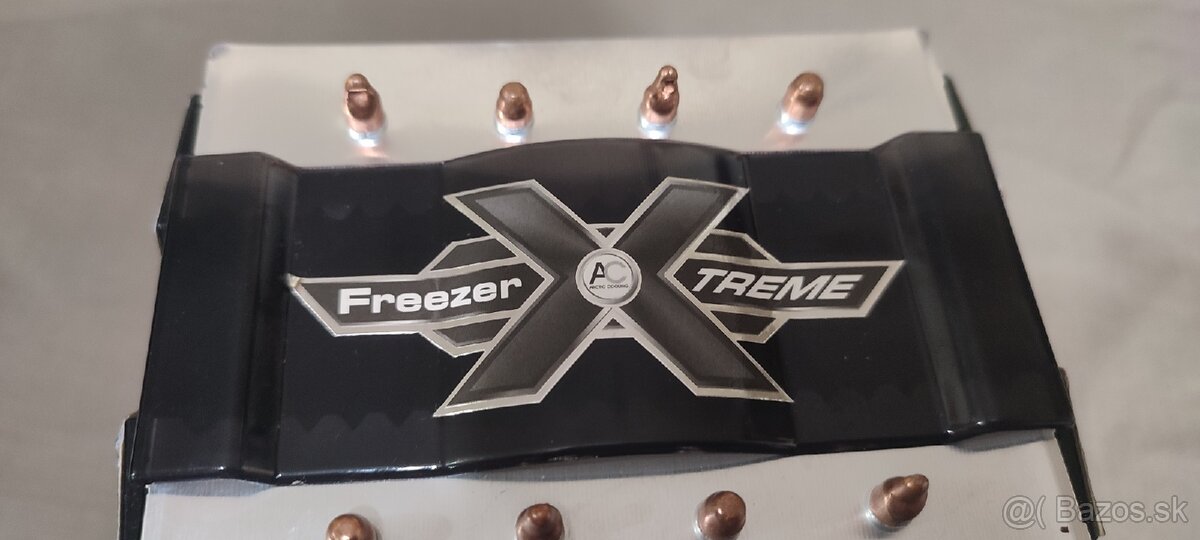 Freezer X TREME
AC
ARCTIC COOLING
@( Bazos.sk